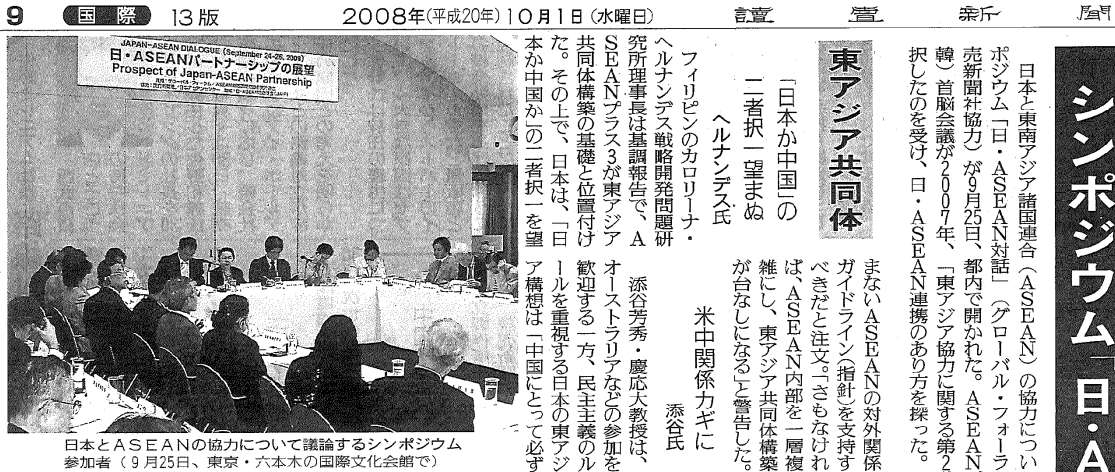 9 国際 13版 2008年(平成20年)10月1日(水曜日) 讀賣新聞
シンポジウム「日・A
日本と東南アジア諸国連合(ASEAN)の協力につい
ポジウム「日・ASEAN対話」(グローバル・フォーラ
売新聞社協力)が9月25日、都内で開かれた。ASEAN
韓)首脳会議が2007年、「東アジア協力に関する第2
択したのを受け、日・ASEAN連携のあり方を探った。
東アジア共同体
「日本か中国」の
二者択一望まぬ
ヘルナンデス氏
フィリピンのカロリーナ・
ヘルナンデス戦略開発問題研
究所理事長は基調報告で、A
SEANプラス3が東アジア
共同体構築の基礎と位置付け
た。その上で、日本は、「日
本か中国か」の二者択一を望
まないASEANの対外関係
ガイドライン(指針)を支持す
べきだと注文。「さもなけれ
ば、ASEAN内部を一層複
雑にし、東アジア共同体構築
が台なしになる」と警告した。
米中関係カギに
添谷氏
添谷芳秀・慶応大教授は、
オーストラリアなどの参加を
歓迎する一方、民主主義のル
ールを重視する日本の東アジ
ア構想は「中国にとって必ず
JAPAN-ASEAN DIALOGUE (September 24-26, 2008)
日・ASEANパートナーシップの展望
Prospect of Japan-ASEAN Partnership
日本とASEANの協力について議論するシンポジウム
参加者(9月25日、東京・六本木の国際文化会館で)